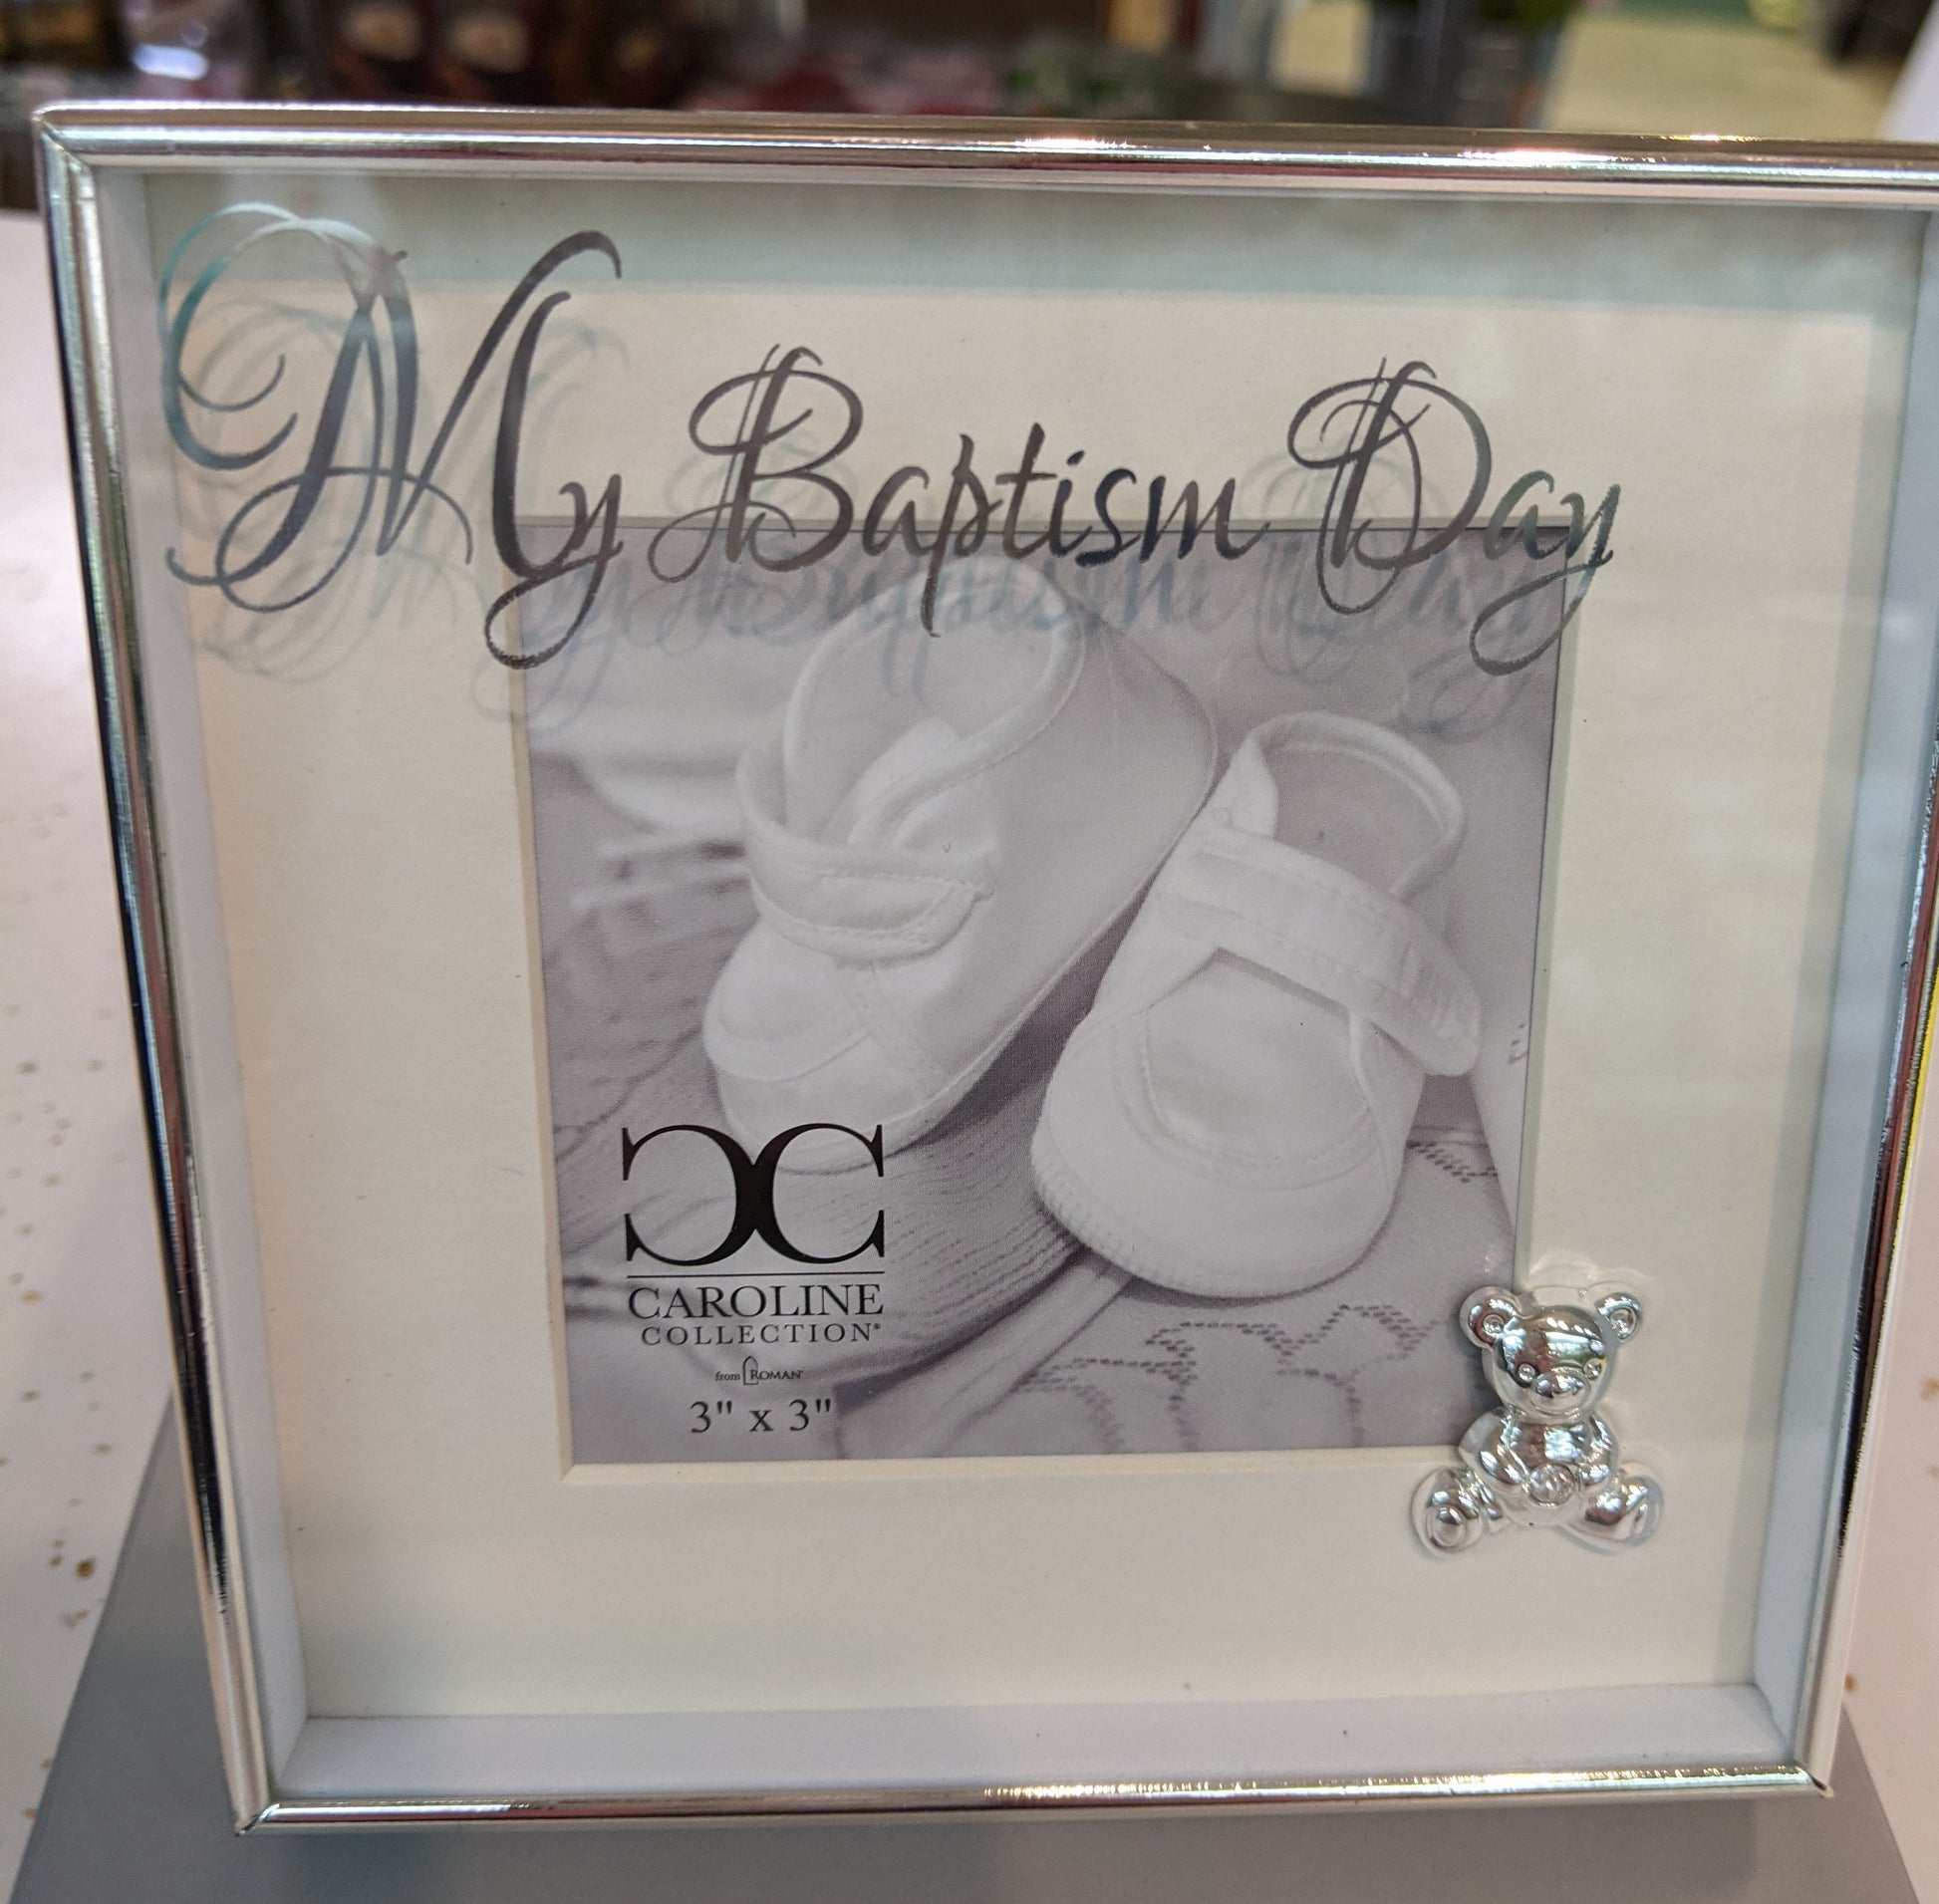 My Baptism Day
CC
CAROLINE
COLLECTION®
from ROMAN
3" x 3"